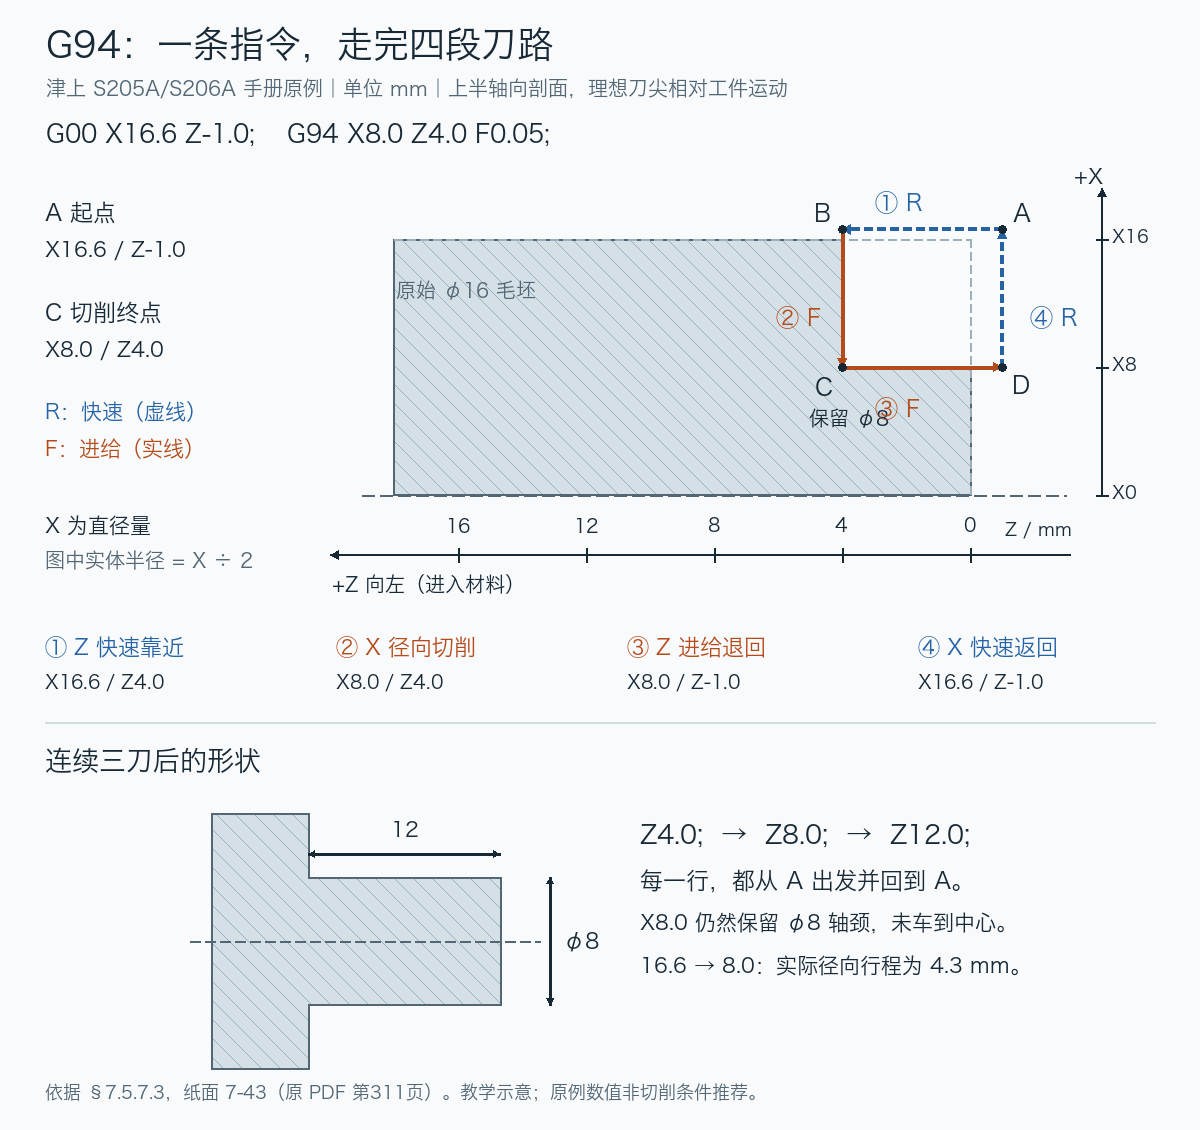 G94：一条指令，走完四段刀路
津上 S205A/S206A 手册原例｜单位 mm｜上半轴向剖面，理想刀尖相对工件运动
G00 X16.6 Z-1.0;　G94 X8.0 Z4.0 F0.05;
+X
① R
B
A
A 起点
X16.6 / Z-1.0
X16
原始 φ16 毛坯
C 切削终点
X8.0 / Z4.0
② F
④ R
X8
C
D
③ F
保留 φ8
R：快速（虚线）
F：进给（实线）
X0
X 为直径量
图中实体半径 = X ÷ 2
16
12
8
4
0
Z / mm
+Z 向左（进入材料）
① Z 快速靠近
X16.6 / Z4.0
② X 径向切削
X8.0 / Z4.0
③ Z 进给退回
X8.0 / Z-1.0
④ X 快速返回
X16.6 / Z-1.0
连续三刀后的形状
12
φ8
Z4.0; → Z8.0; → Z12.0;
每一行，都从 A 出发并回到 A。
X8.0 仍然保留 φ8 轴颈，未车到中心。
16.6 → 8.0：实际径向行程为 4.3 mm。
依据 §7.5.7.3，纸面 7-43（原 PDF 第311页）。教学示意；原例数值非切削条件推荐。